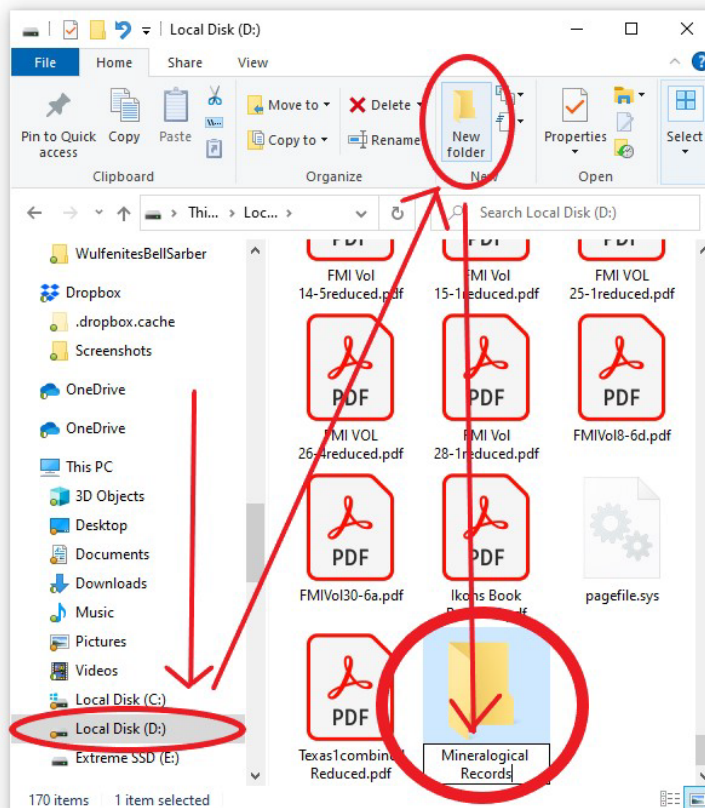 Local Disk (D:)
File Home Share View
Pin to Quick
access
Copy
Paste
Move to
Copy to
Delete
Rename
New
folder
Properties
Select
Clipboard
Organize
New
Open
Thi... Loc...
Search Local Disk (D:)
WulfenitesBellSarber
Dropbox
.dropbox.cache
Screenshots
OneDrive
OneDrive
This PC
3D Objects
Desktop
Documents
Downloads
Music
Pictures
Videos
Local Disk (C:)
Local Disk (D:)
Extreme SSD (E:)
PDF PDF PDF
FMI Vol
14-5reduced.pdf
FMI Vol
15-1reduced.pdf
FMI VOL
25-1reduced.pdf
PDF PDF PDF
FMI VOL
26-4reduced.pdf
FMI Vol
28-1reduced.pdf
FMIVol8-6d.pdf
PDF PDF
FMIVol30-6a.pdf
Ikons Book
pagefile.sys
PDF
Reduced.pdf
Mineralogical
Records
170 items 1 item selected